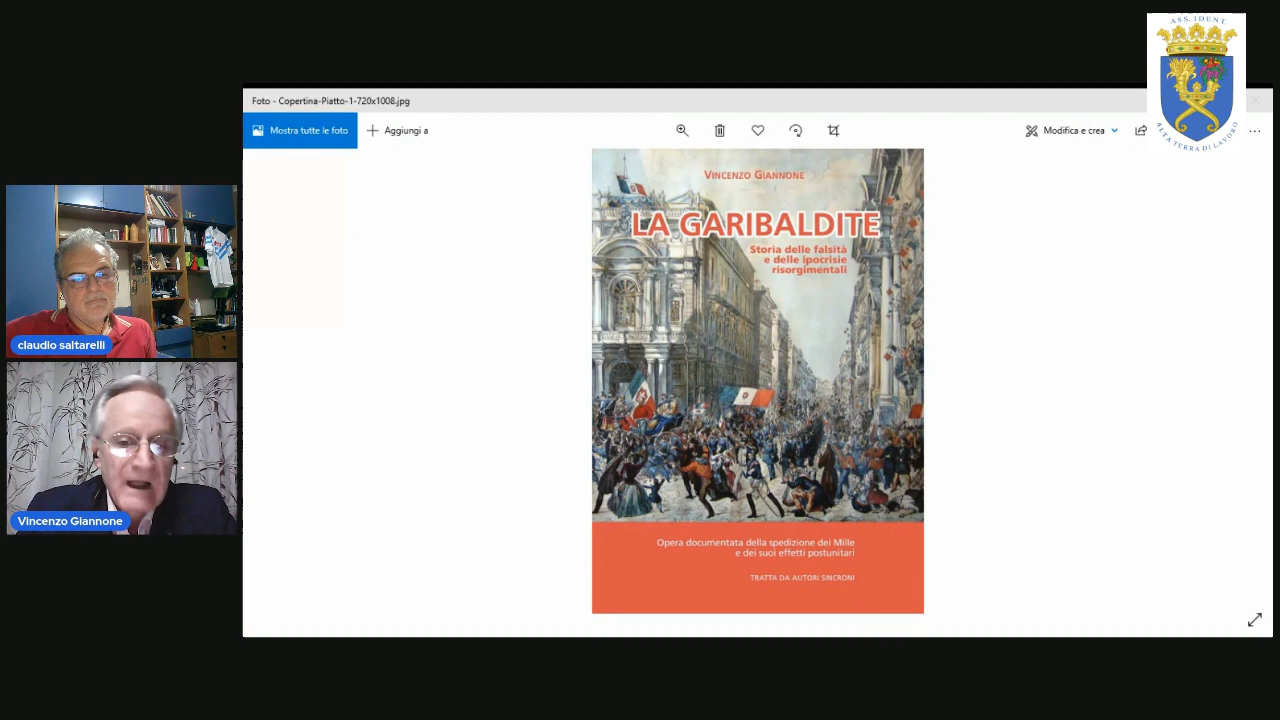 ASS. IDENT.
ALTA TERRA DI LAVORO
Foto - Copertina-Piatto-1-720x1008.jpg
Mostra tutte le foto
Aggiungi a
Modifica e crea
VINCENZO GIANNONE
LA GARIBALDITE
Storia delle falsità
e delle ipocrisie
risorgimentali
Opera documentata della spedizione dei Mille
e dei suoi effetti postunitari
TRATTA DA AUTORI SINCRONI
claudio saltarelli
Vincenzo Giannone